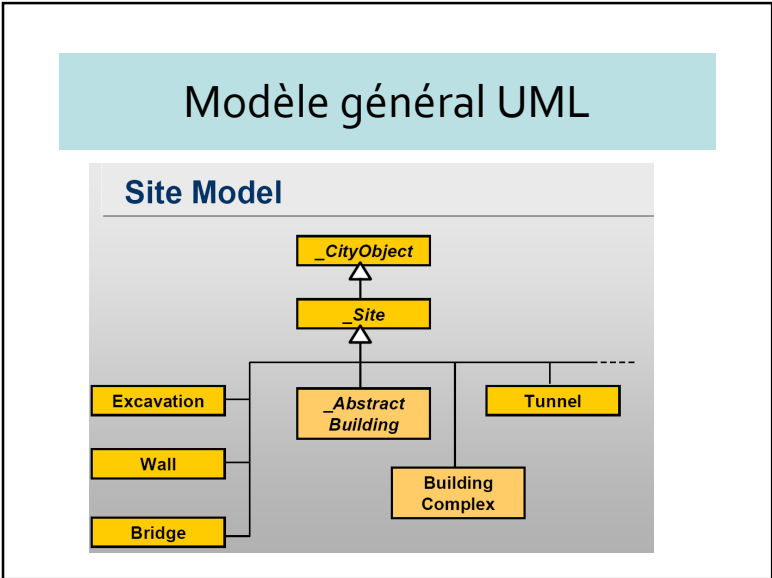 Modèle général UML
Site Model
_CityObject
_Site
Excavation
_Abstract
Building
Tunnel
Wall
Building
Complex
Bridge